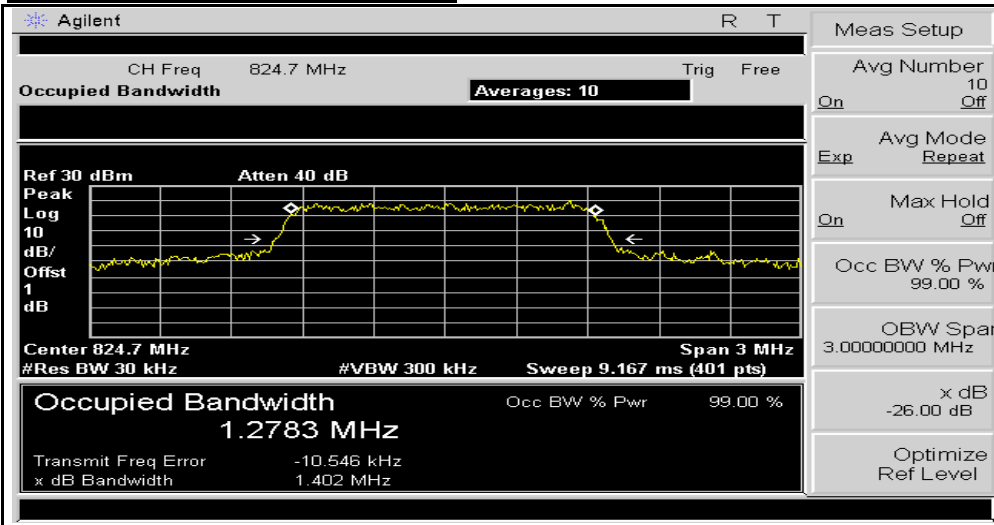 Agilent R T
CH Freq 824.7 MHz Trig Free
Occupied Bandwidth Averages: 10
Ref 30 dBm Atten 40 dB
Peak
Log
10
dB/
Offst
1
dB
Center 824.7 MHz Span 3 MHz
#Res BW 30 kHz #VBW 300 kHz Sweep 9.167 ms (401 pts)
Occupied Bandwidth Occ BW % Pwr 99.00 %
1.2783 MHz
Transmit Freq Error -10.546 kHz
x dB Bandwidth 1.402 MHz
Meas Setup
Avg Number
10
On Off
Avg Mode
Exp Repeat
Max Hold
On Off
Occ BW % Pwr
99.00 %
OBW Span
3.00000000 MHz
x dB
-26.00 dB
Optimize
Ref Level